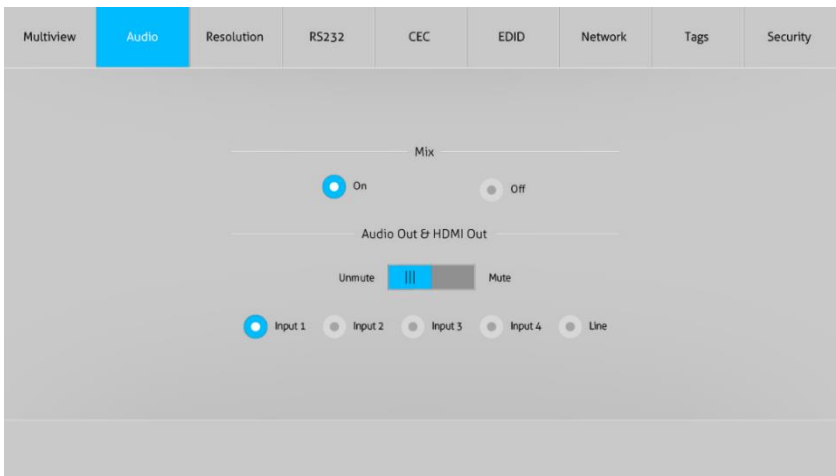 Multiview Audio Resolution RS232 CEC EDID Network Tags Security
Mix
On Off
Audio Out & HDMI Out
Unmute Mute
Input 1 Input 2 Input 3 Input 4 Line